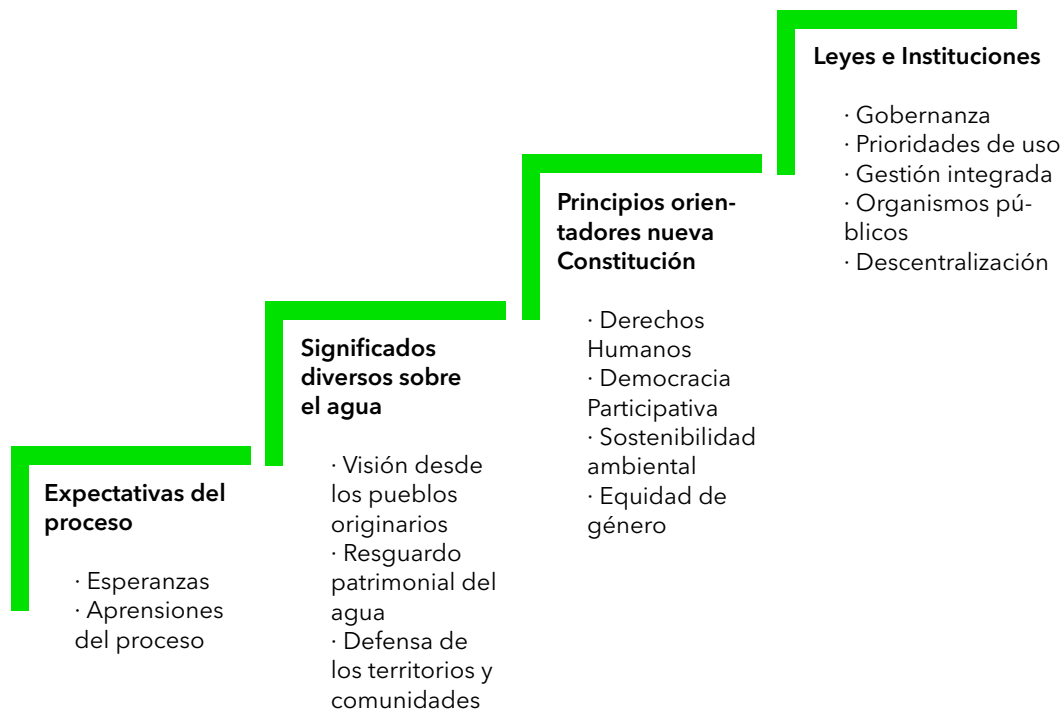 Expectativas del
proceso
· Esperanzas
· Aprensiones
del proceso
Significados
diversos sobre
el agua
· Visión desde
los pueblos
originarios
· Resguardo
patrimonial del
agua
· Defensa de
los territorios y
comunidades
Principios orien-
tadores nueva
Constitución
· Derechos
Humanos
· Democracia
Participativa
· Sostenibilidad
ambiental
· Equidad de
género
Leyes e Instituciones
· Gobernanza
· Prioridades de uso
· Gestión integrada
· Organismos pú-
blicos
· Descentralización